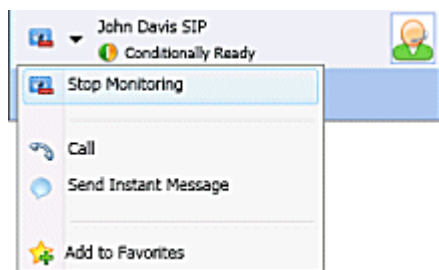 John Davis SIP
Conditionally Ready
Stop Monitoring
Call
Send Instant Message
Add to Favorites